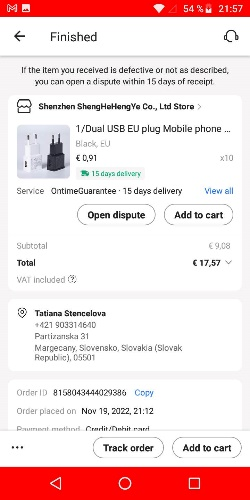 54 % 21:57
Finished
If the item you received is defective or not as described,
you can open a dispute within 15 days of receipt.
Shenzhen ShengHeHengYe Co., Ltd Store >
1/Dual USB EU plug Mobile phone ...
Black, EU
€ 0,91 x10
15 days delivery
Service OntimeGuarantee · 15 days delivery View all
Open dispute Add to cart
Subtotal € 9,08
Total € 17,57
VAT included ?
Tatiana Stencelova
+421 903314640
Partizanska 31
Margecany, Slovensko, Slovakia (Slovak
Republic), 05501
Order ID 8158043444029386 Copy
Order placed on Nov 19, 2022, 21:12
Payment method Credit/Debit card
... Track order Add to cart